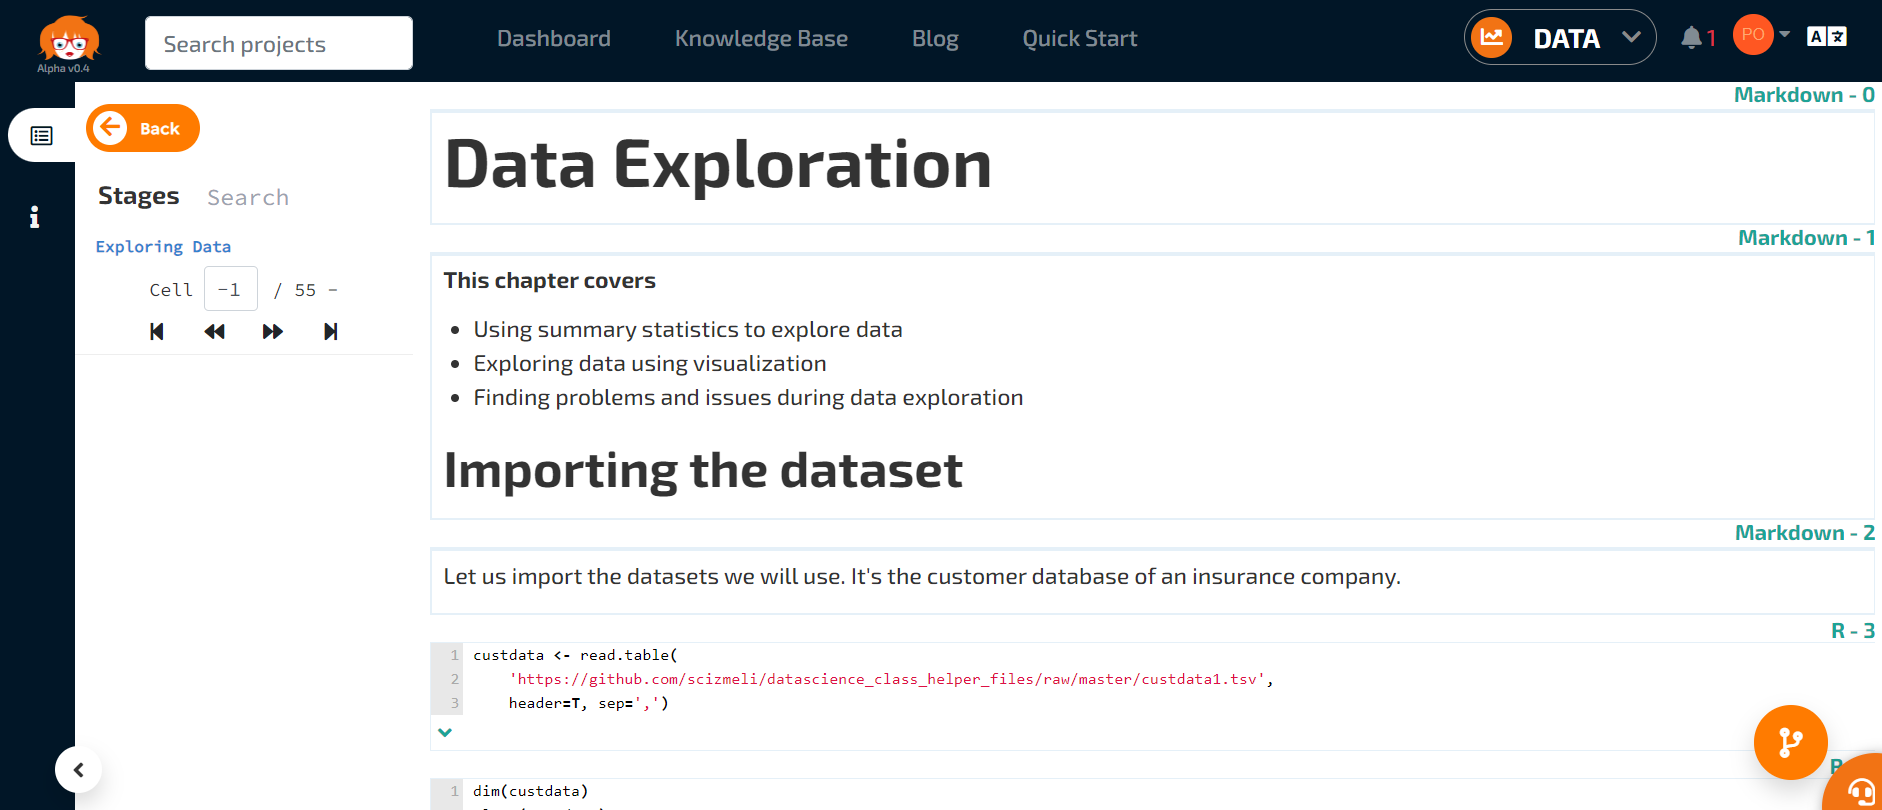 Alpha v0.4
Search projects
Dashboard
Knowledge Base
Blog
Quick Start
DATA
1
PO
A
Back
Stages
Search
Exploring Data
Cell -1 / 55 -
Markdown - 0
Data Exploration
Markdown - 1
This chapter covers
• Using summary statistics to explore data
• Exploring data using visualization
• Finding problems and issues during data exploration
Importing the dataset
Markdown - 2
Let us import the datasets we will use. It's the customer database of an insurance company.
R - 3
1 custdata <- read.table(
2 'https://github.com/scizmeli/datascience_class_helper_files/raw/master/custdata1.tsv',
3 header=T, sep=',')
1 dim(custdata)